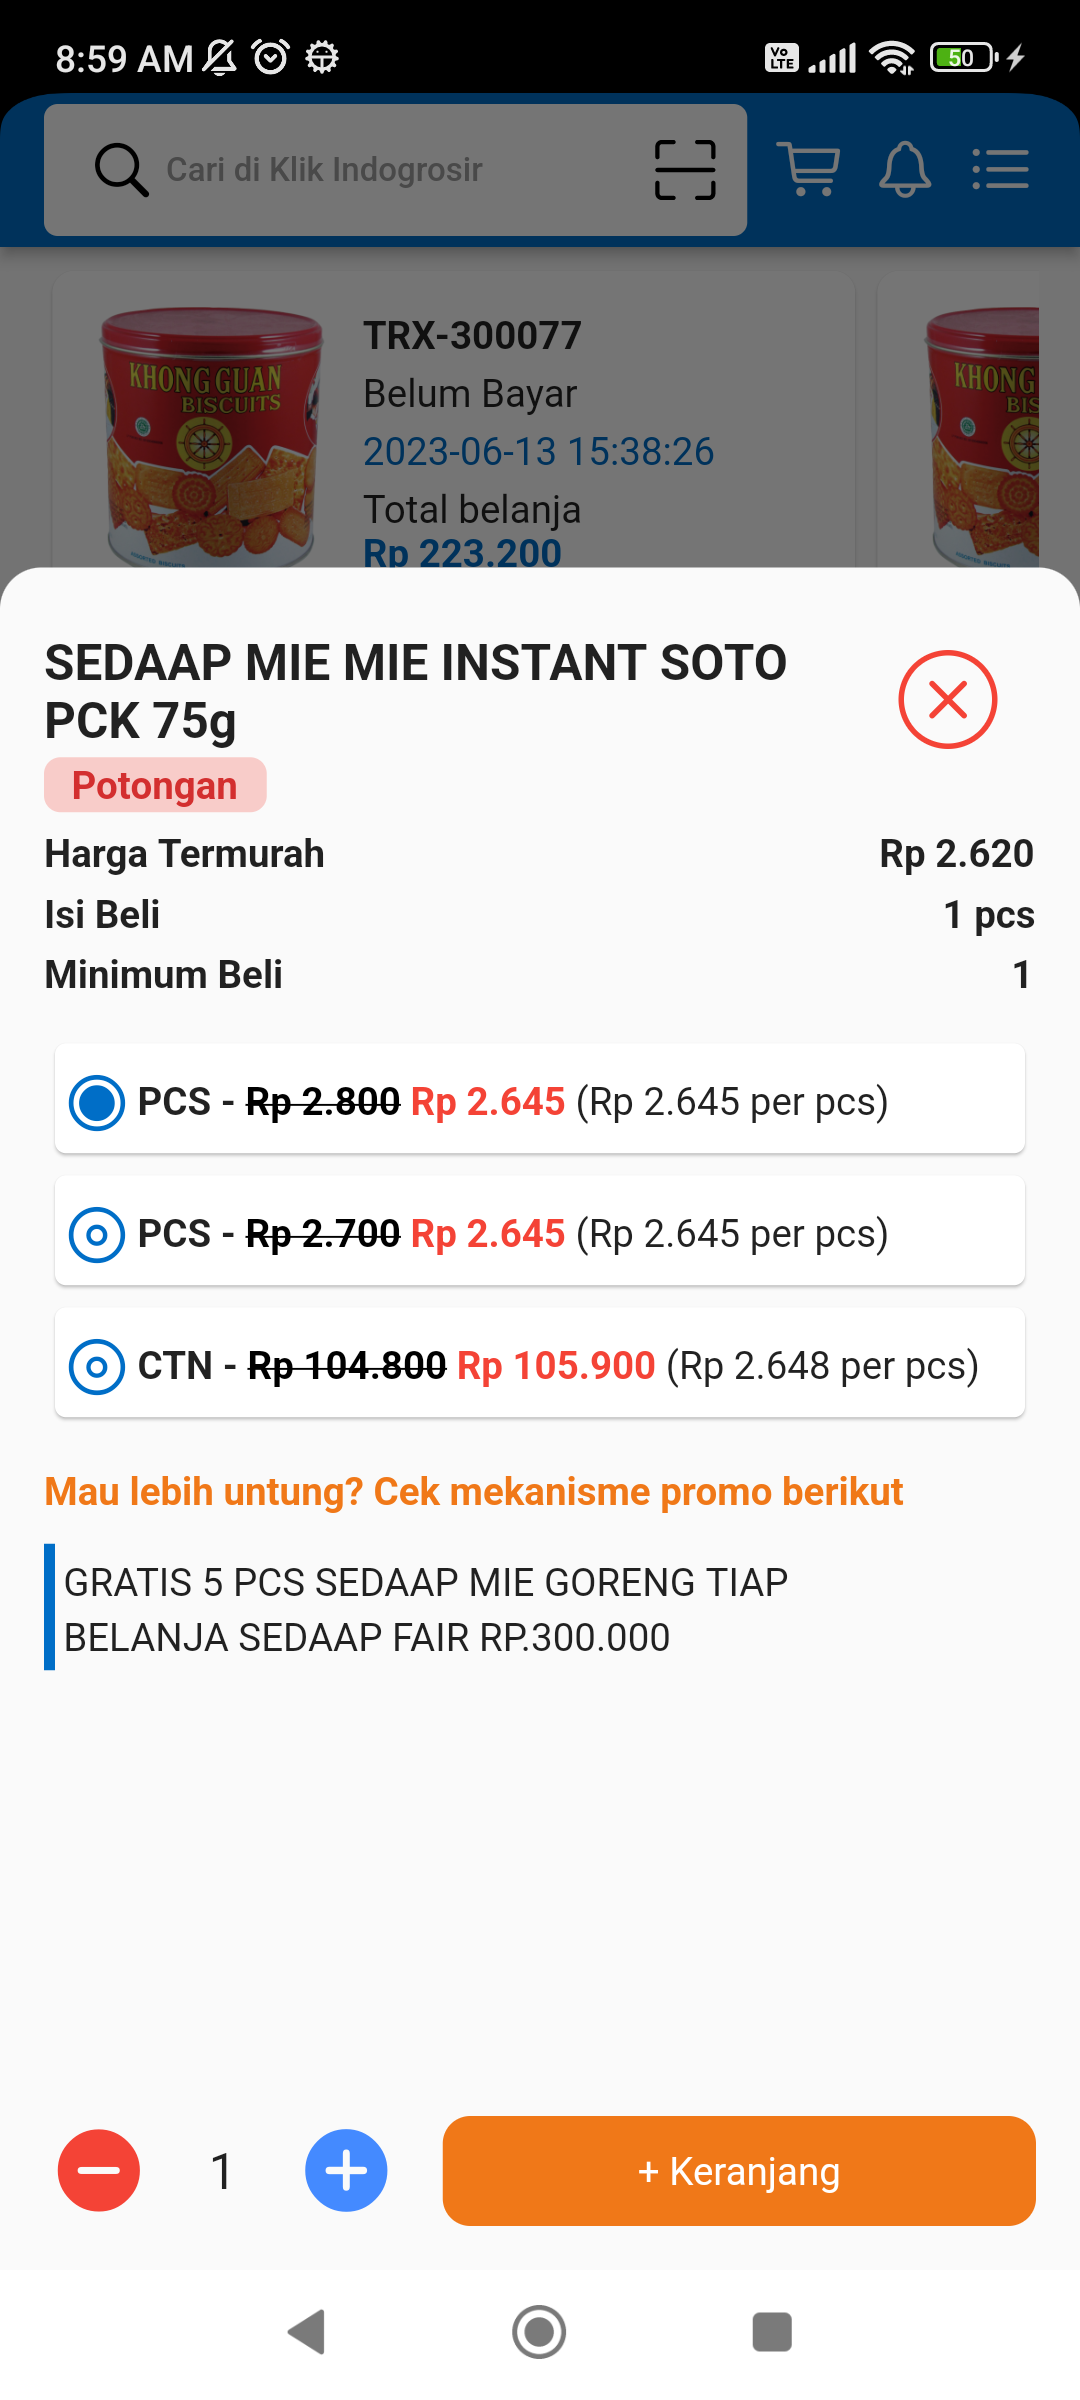 8:59 AM
Vo LTE
50
Cari di Klik Indogrosir
KHONG GUAN
BISCUITS
TRX-300077
Belum Bayar
2023-06-13 15:38:26
Total belanja
Rp 223.200
KHONG
BIS
SEDAAP MIE MIE INSTANT SOTO
PCK 75g
Potongan
Harga Termurah Rp 2.620
Isi Beli 1 pcs
Minimum Beli 1
PCS - Rp 2.800 Rp 2.645 (Rp 2.645 per pcs)
PCS - Rp 2.700 Rp 2.645 (Rp 2.645 per pcs)
CTN - Rp 104.800 Rp 105.900 (Rp 2.648 per pcs)
Mau lebih untung? Cek mekanisme promo berikut
GRATIS 5 PCS SEDAAP MIE GORENG TIAP
BELANJA SEDAAP FAIR RP.300.000
1
+ Keranjang